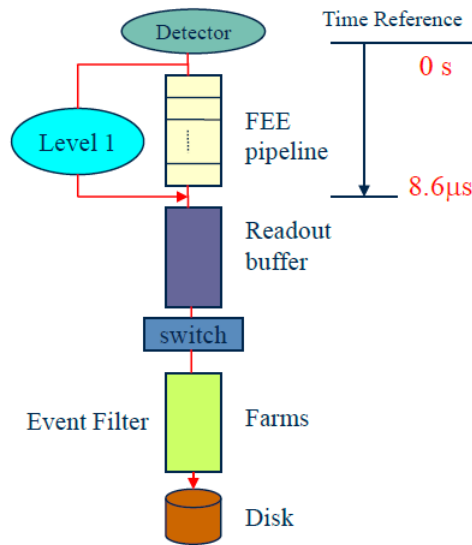 Time Reference
Detector
0 s
Level 1
FEE
pipeline
8.6μs
Readout
buffer
switch
Event Filter
Farms
Disk